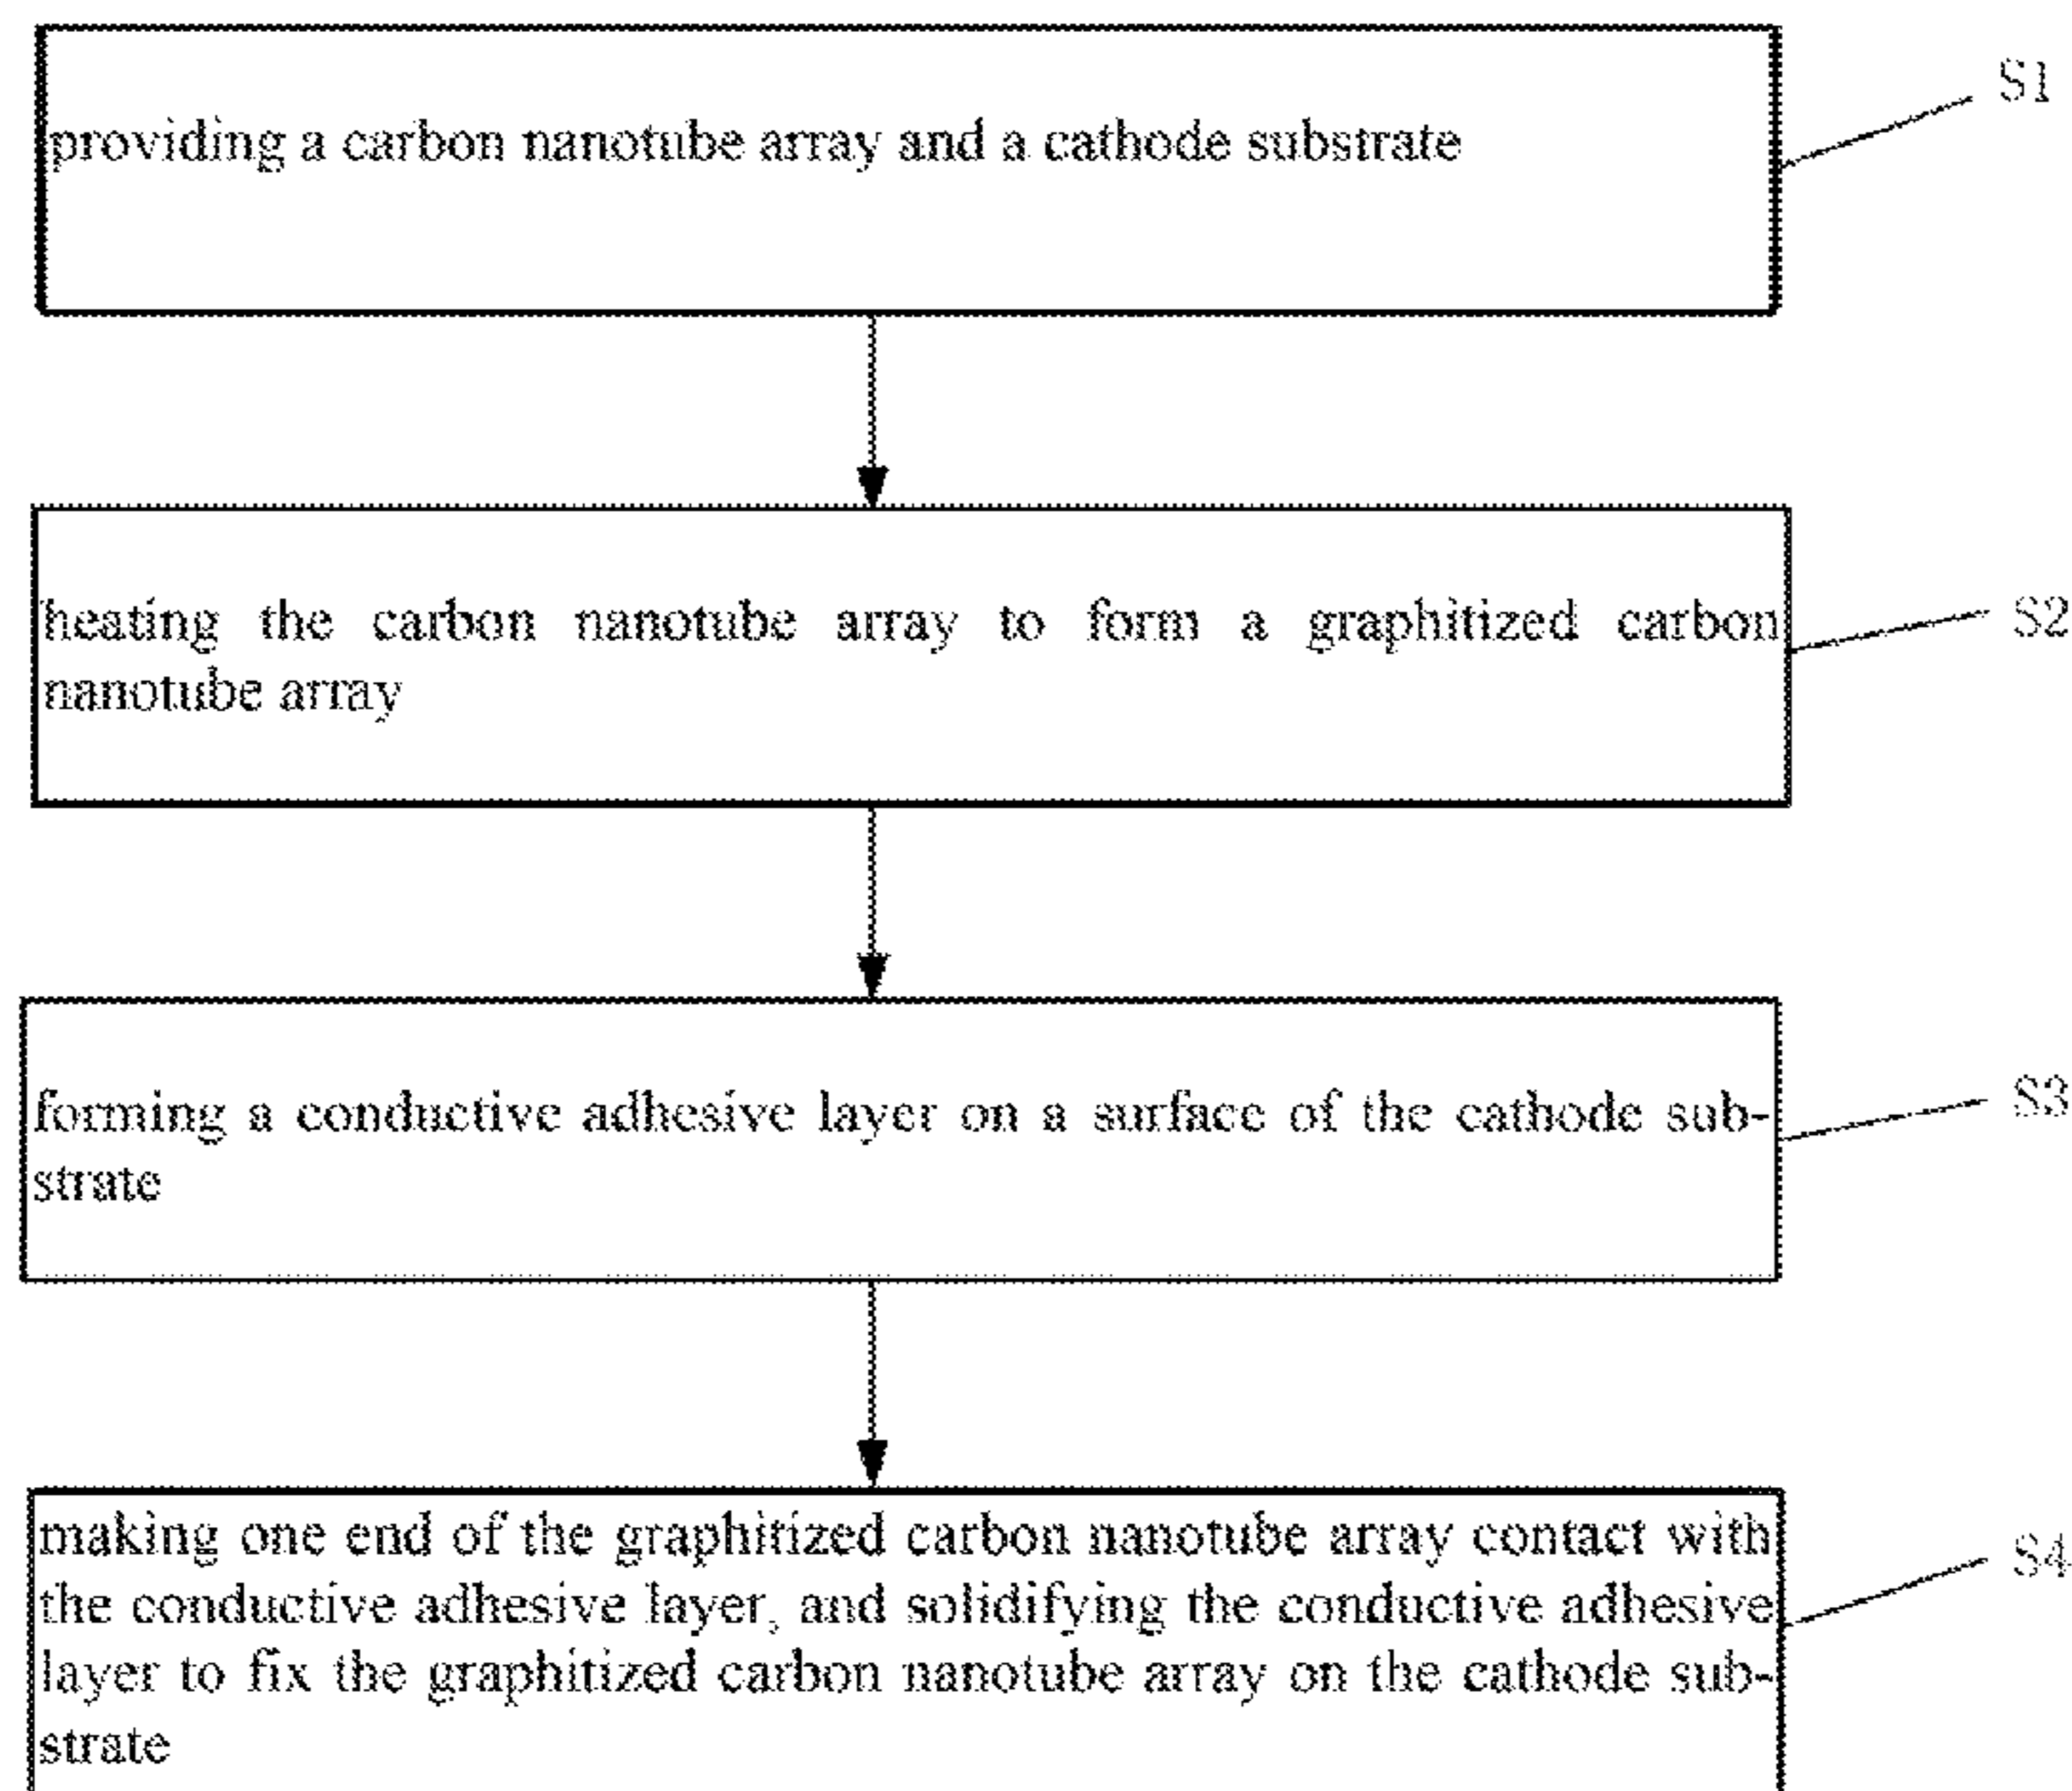 providing a carbon nanotube array and a cathode substrate
S1
heating the carbon nanotube array to form a graphitized carbon
nanotube array
S2
forming a conductive adhesive layer on a surface of the cathode sub-
strate
S3
making one end of the graphitized carbon nanotube array contact with
the conductive adhesive layer, and solidifying the conductive adhesive
layer to fix the graphitized carbon nanotube array on the cathode sub-
strate
S4